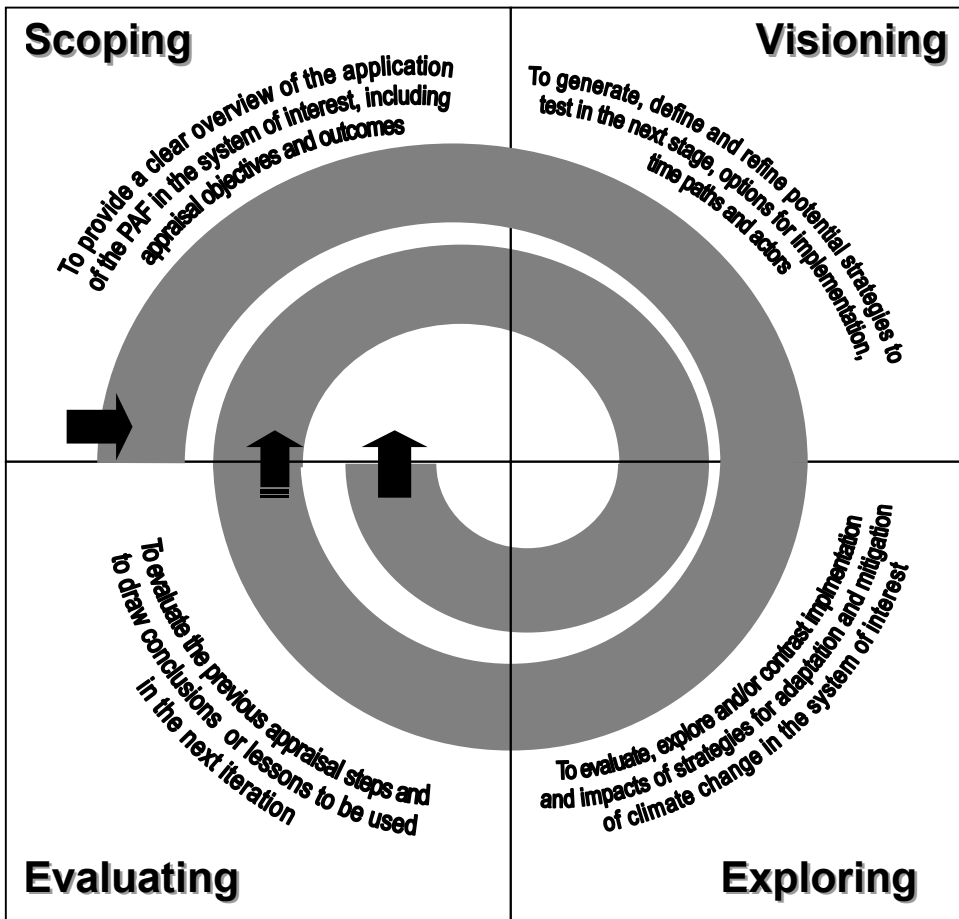 Scoping
To provide a clear overview of the application
of the PAF in the system of interest, including
appraisal objectives and outcomes
Visioning
To generate, define and refine potential strategies to
test in the next stage, options for implementation,
time paths and actors
To evaluate the previous appraisal steps and
to draw conclusions or lessons to be used
in the next iteration
Evaluating
To evaluate, explore and/or contrast implmentation
and impacts of strategies for adaptation and mitigation
of climate change in the system of interest
Exploring